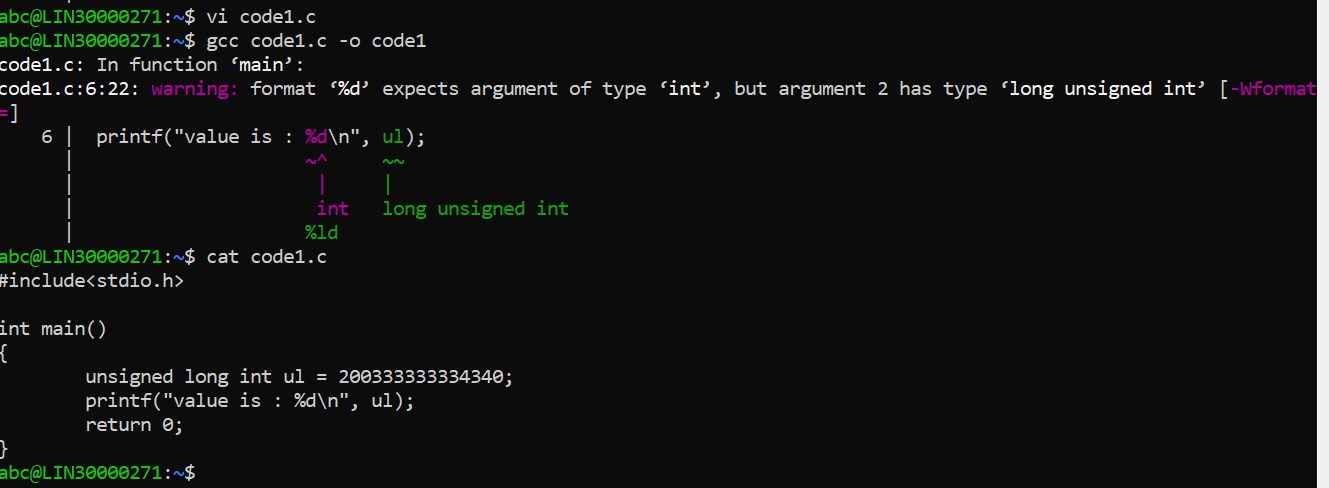 abc@LIN30000271:~$ vi code1.c
abc@LIN30000271:~$ gcc code1.c -o code1
code1.c: In function ‘main’:
code1.c:6:22: warning: format ‘%d’ expects argument of type ‘int’, but argument 2 has type ‘long unsigned int’ [-Wformat
=]
    6 |  printf("value is : %d\n", ul);
      |                     ~^     ~~
      |                      |     |
      |                      int   long unsigned int
      |                     %ld
abc@LIN30000271:~$ cat code1.c
#include<stdio.h>

int main()
{
        unsigned long int ul = 200333333334340;
        printf("value is : %d\n", ul);
        return 0;
}
abc@LIN30000271:~$